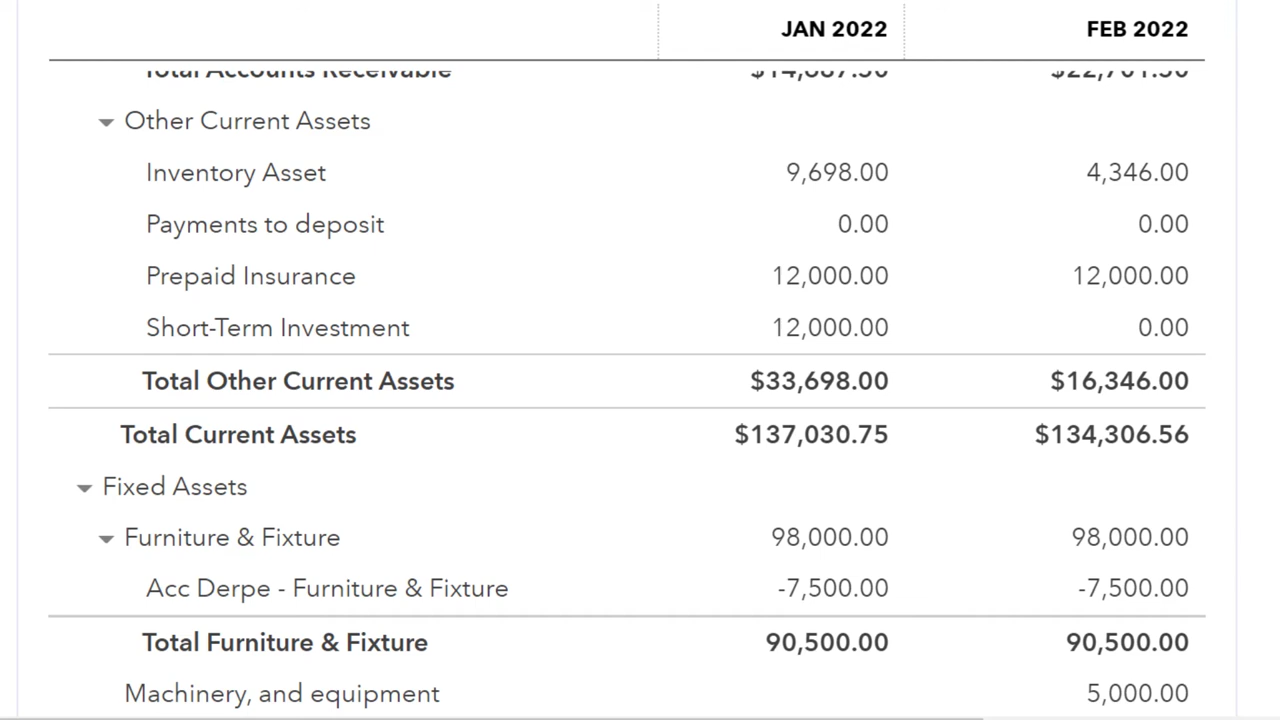 JAN 2022 FEB 2022
Total Accounts Receivable
Other Current Assets
Inventory Asset 9,698.00 4,346.00
Payments to deposit 0.00 0.00
Prepaid Insurance 12,000.00 12,000.00
Short-Term Investment 12,000.00 0.00
Total Other Current Assets $33,698.00 $16,346.00
Total Current Assets $137,030.75 $134,306.56
Fixed Assets
Furniture & Fixture 98,000.00 98,000.00
Acc Derpe - Furniture & Fixture -7,500.00 -7,500.00
Total Furniture & Fixture 90,500.00 90,500.00
Machinery, and equipment 5,000.00